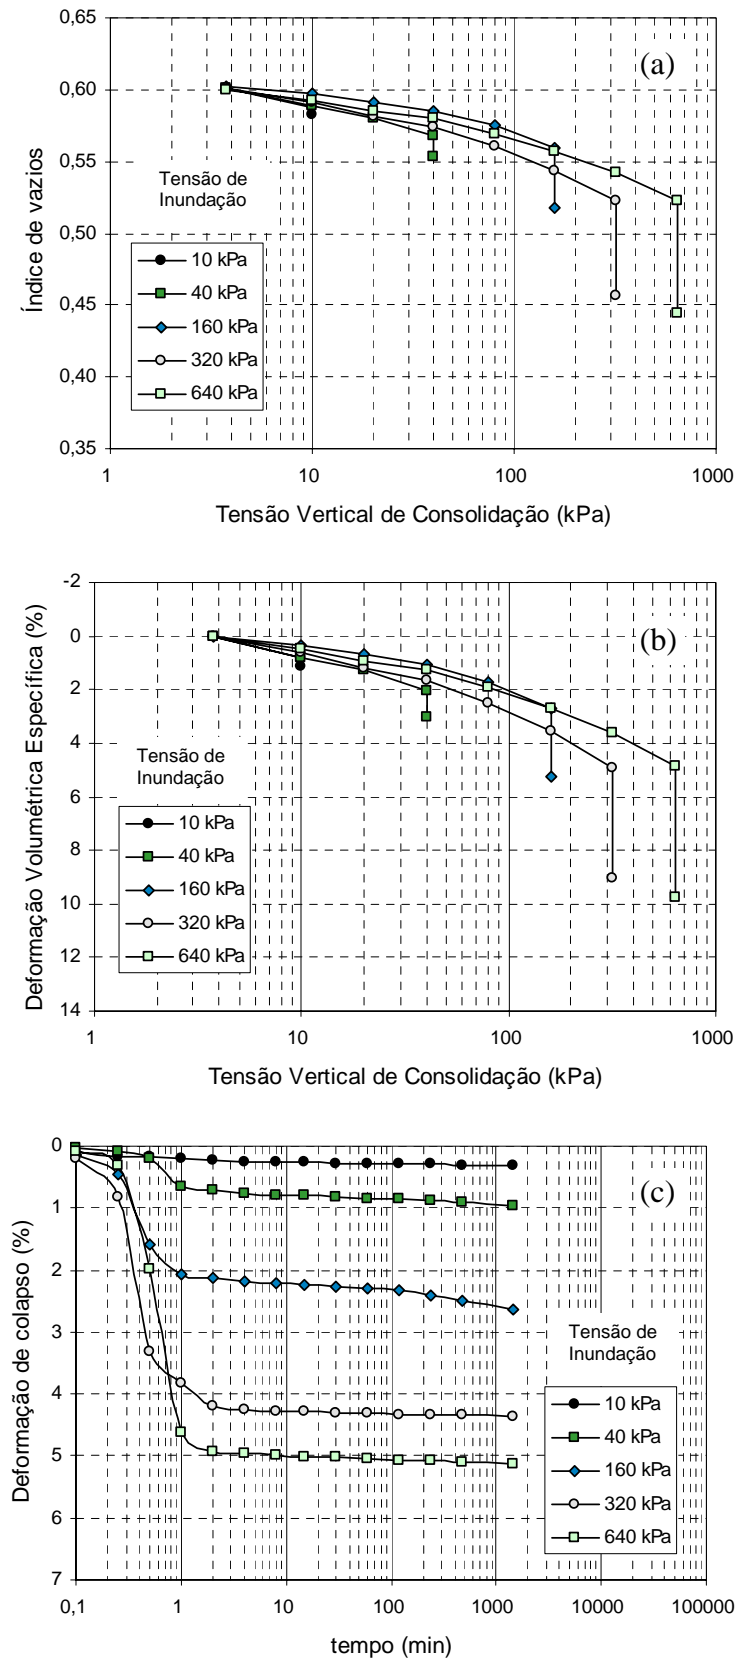 0,65
0,60
0,55
0,50
0,45
0,40
0,35
Índice de vazios
(a)
Tensão de
Inundação
10 kPa
40 kPa
160 kPa
320 kPa
640 kPa
1
10
100
1000
Tensão Vertical de Consolidação (kPa)
-2
0
2
4
6
8
10
12
14
Deformação Volumétrica Específica (%)
(b)
Tensão de
Inundação
10 kPa
40 kPa
160 kPa
320 kPa
640 kPa
1
10
100
1000
Tensão Vertical de Consolidação (kPa)
0
1
2
3
4
5
6
7
Deformação de colapso (%)
(c)
Tensão de
Inundação
10 kPa
40 kPa
160 kPa
320 kPa
640 kPa
0,1
1
10
100
1000
10000
100000
tempo (min)